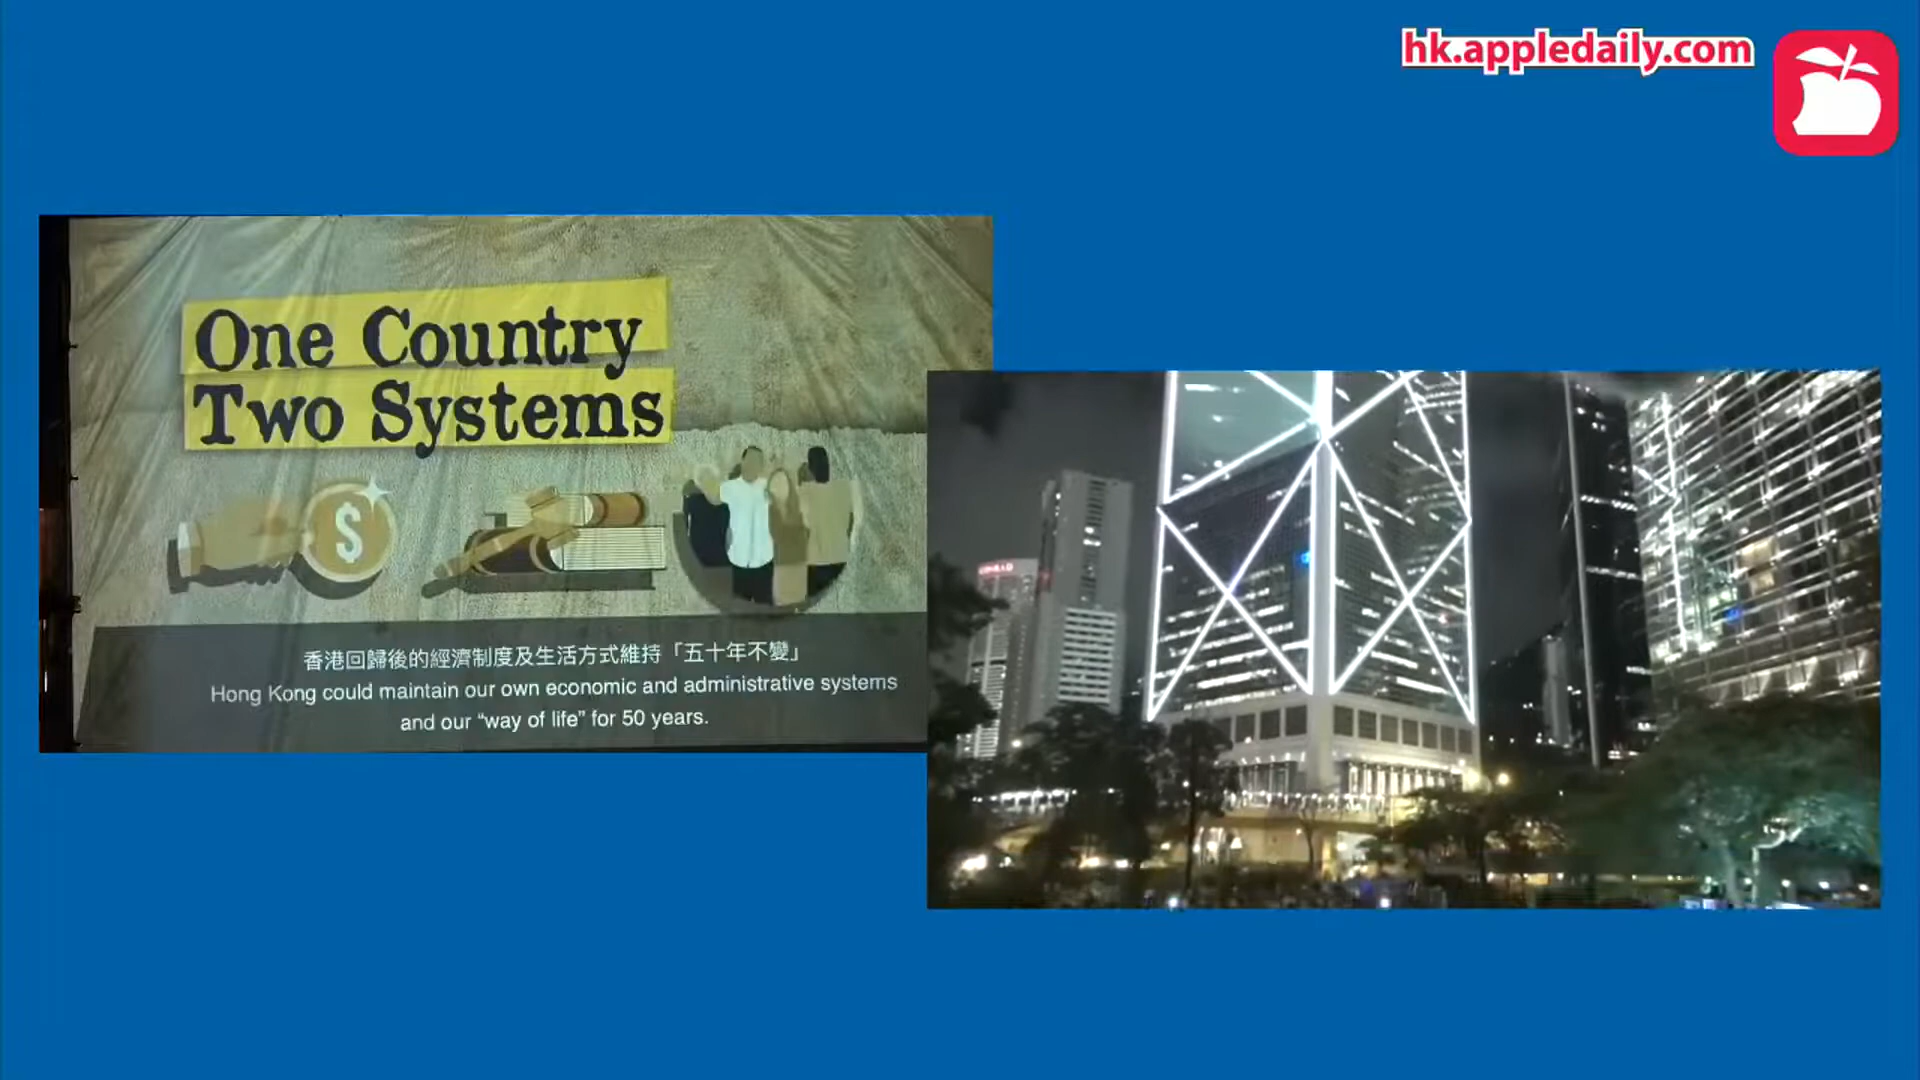 hk.appledaily.com
One Country
Two Systems
$
香港回歸後的經濟制度及生活方式維持「五十年不變」
Hong Kong could maintain our own economic and administrative systems
and our “way of life” for 50 years.
CONRAD